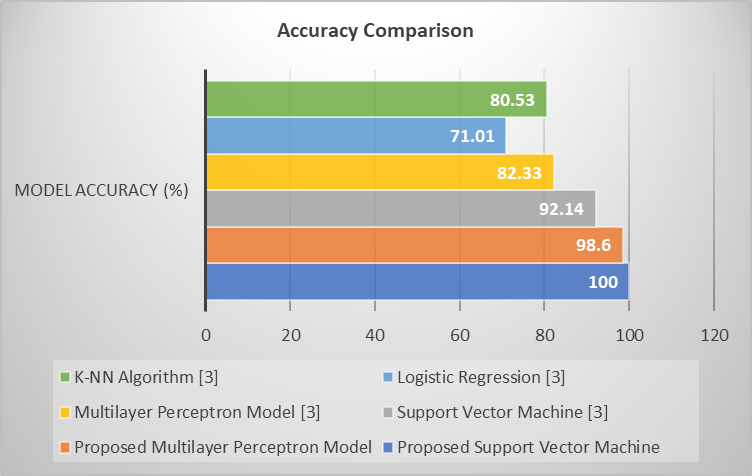 Accuracy Comparison
80.53
71.01
82.33
MODEL ACCURACY (%)
92.14
98.6
100
0 20 40 60 80 100 120
K-NN Algorithm [3] Logistic Regression [3]
Multilayer Perceptron Model [3] Support Vector Machine [3]
Proposed Multilayer Perceptron Model Proposed Support Vector Machine